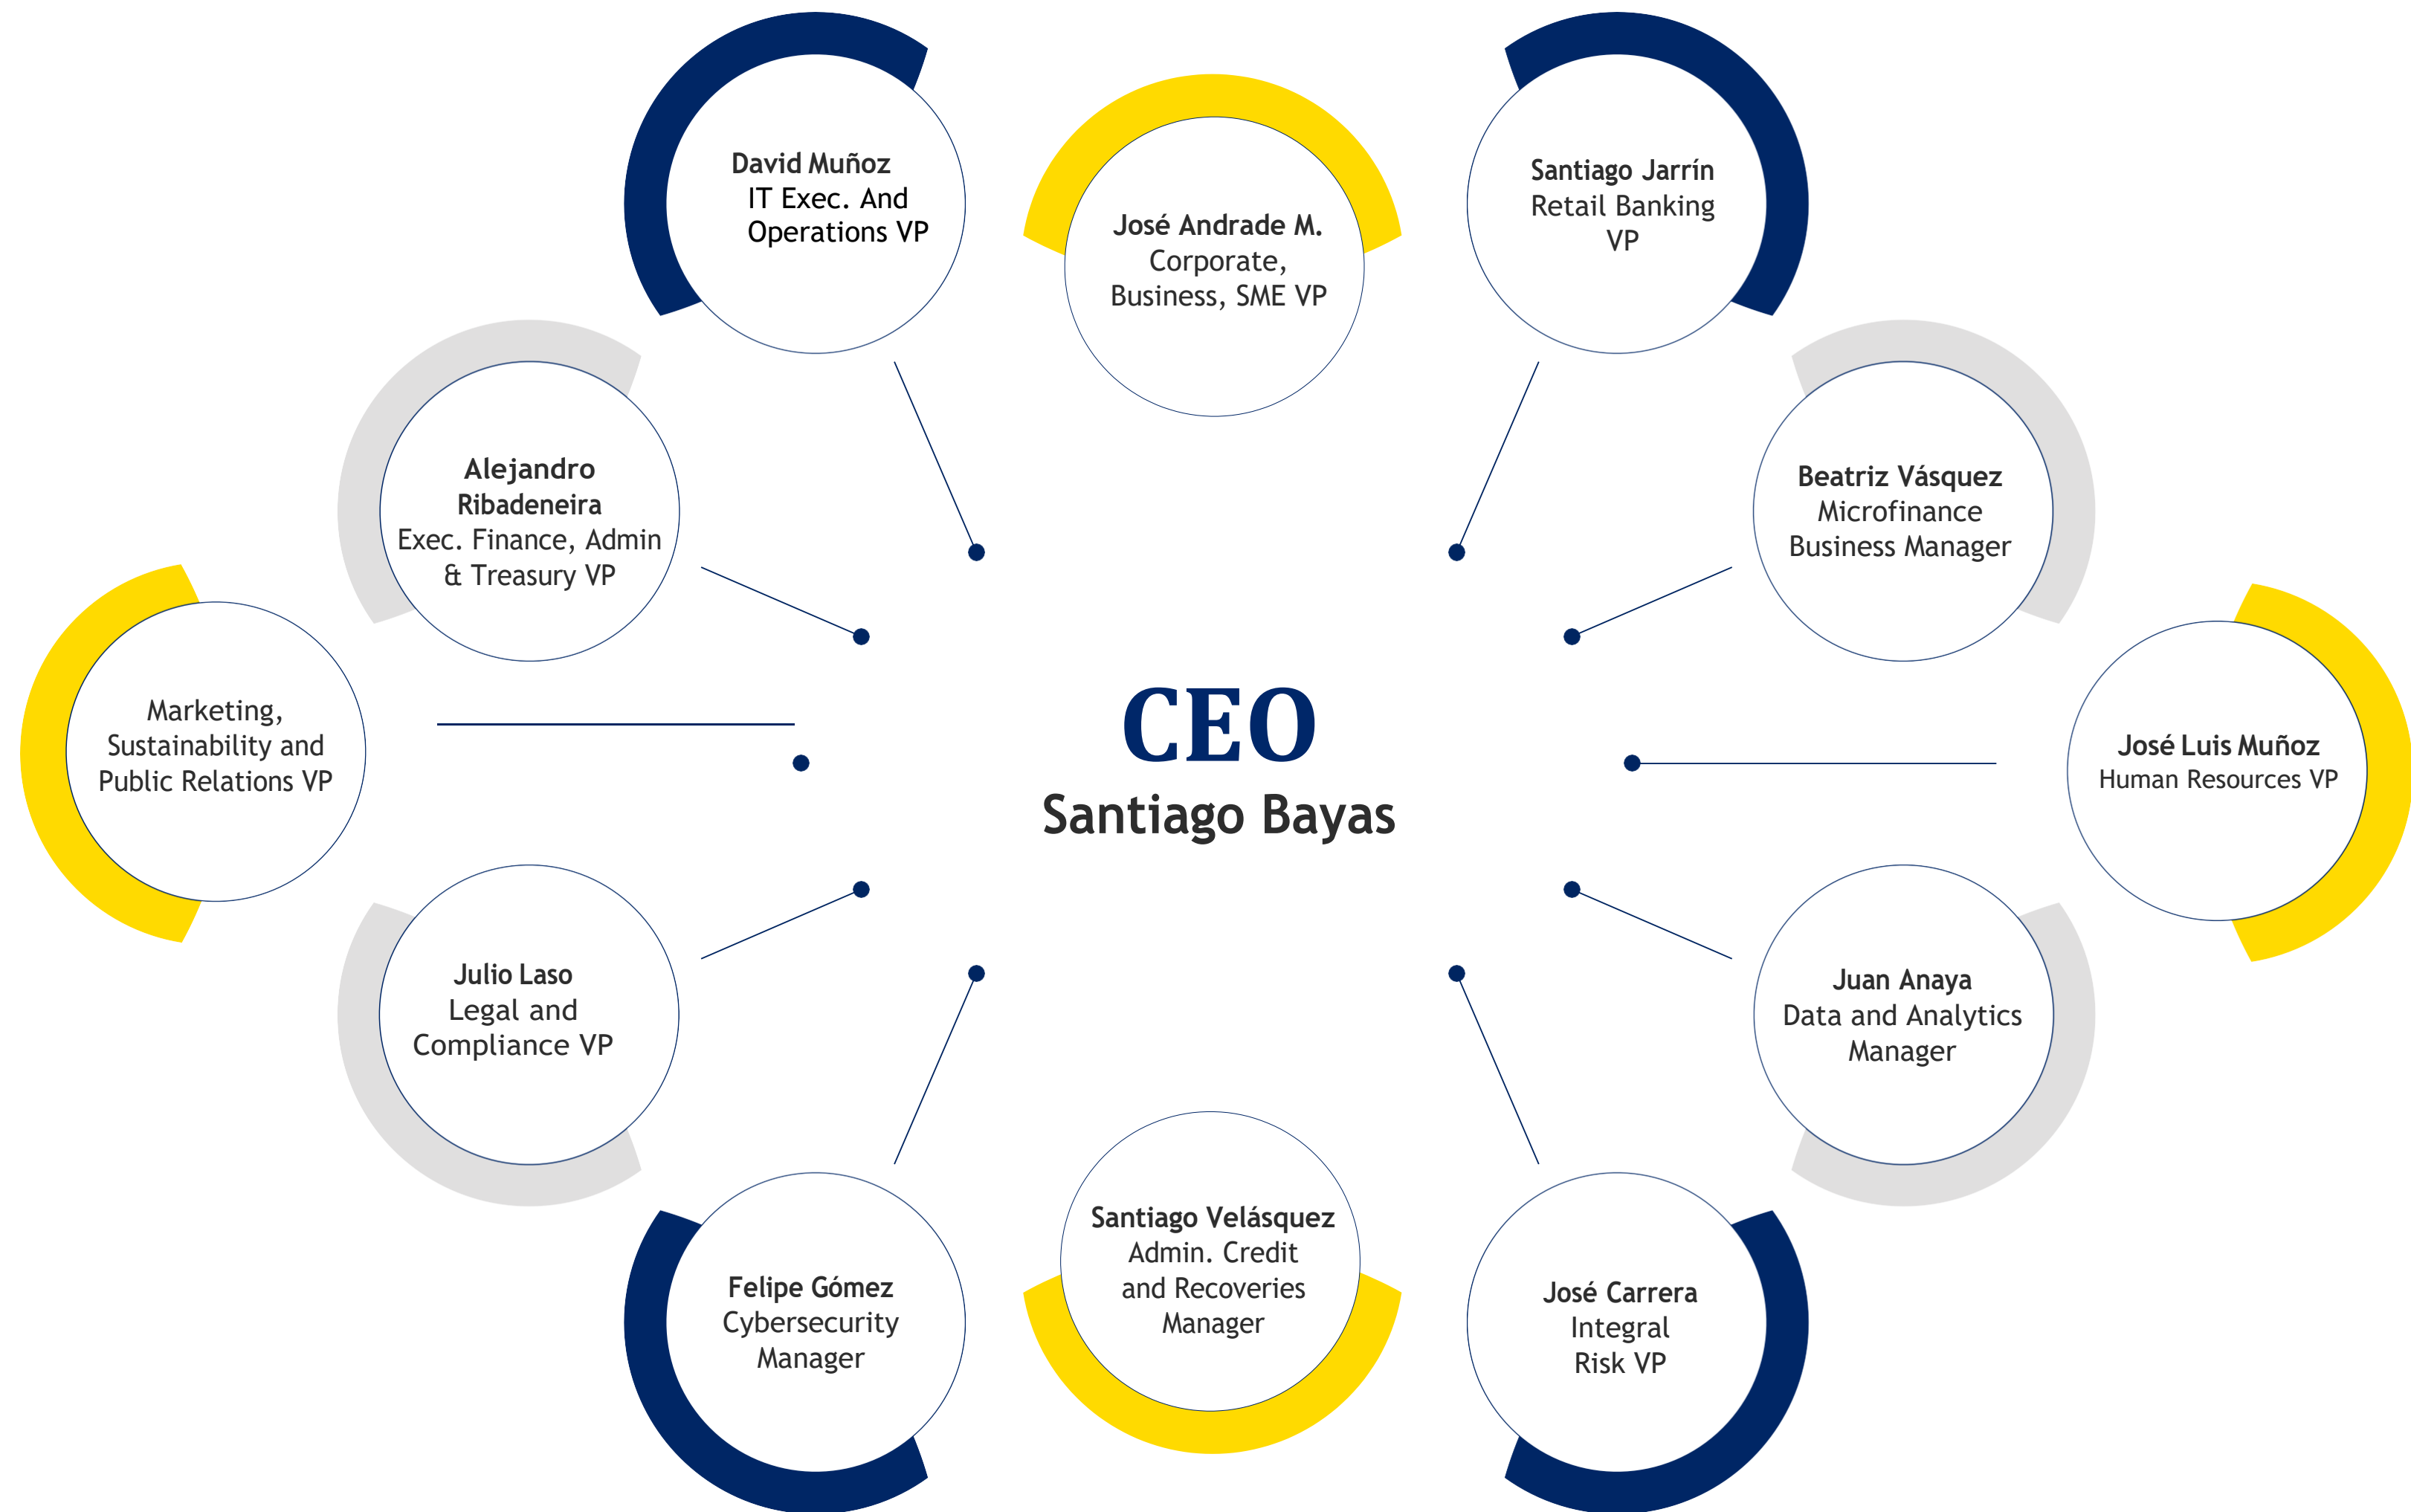 David Muñoz
IT Exec. And
Operations VP
José Andrade M.
Corporate,
Business, SME VP
Santiago Jarrín
Retail Banking
VP
Alejandro
Ribadeneira
Exec. Finance, Admin
& Treasury VP
Beatriz Vásquez
Microfinance
Business Manager
Marketing,
Sustainability and
Public Relations VP
CEO
Santiago Bayas
José Luis Muñoz
Human Resources VP
Julio Laso
Legal and
Compliance VP
Juan Anaya
Data and Analytics
Manager
Felipe Gómez
Cybersecurity
Manager
Santiago Velásquez
Admin. Credit
and Recoveries
Manager
José Carrera
Integral
Risk VP